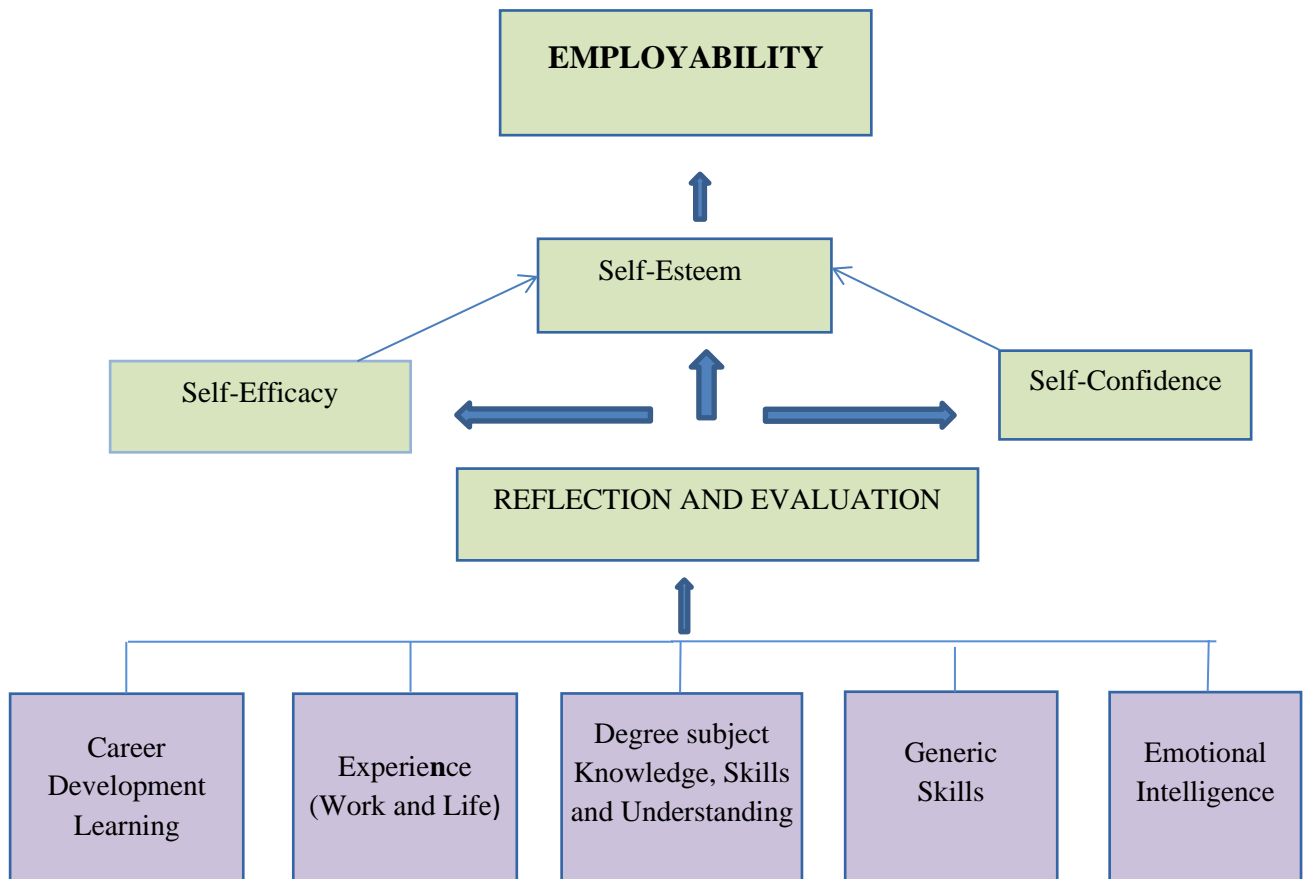 EMPLOYABILITY
Self-Esteem
Self-Efficacy
Self-Confidence
REFLECTION AND EVALUATION
Career
Development
Learning
Experience
(Work and Life)
Degree subject
Knowledge, Skills
and Understanding
Generic
Skills
Emotional
Intelligence